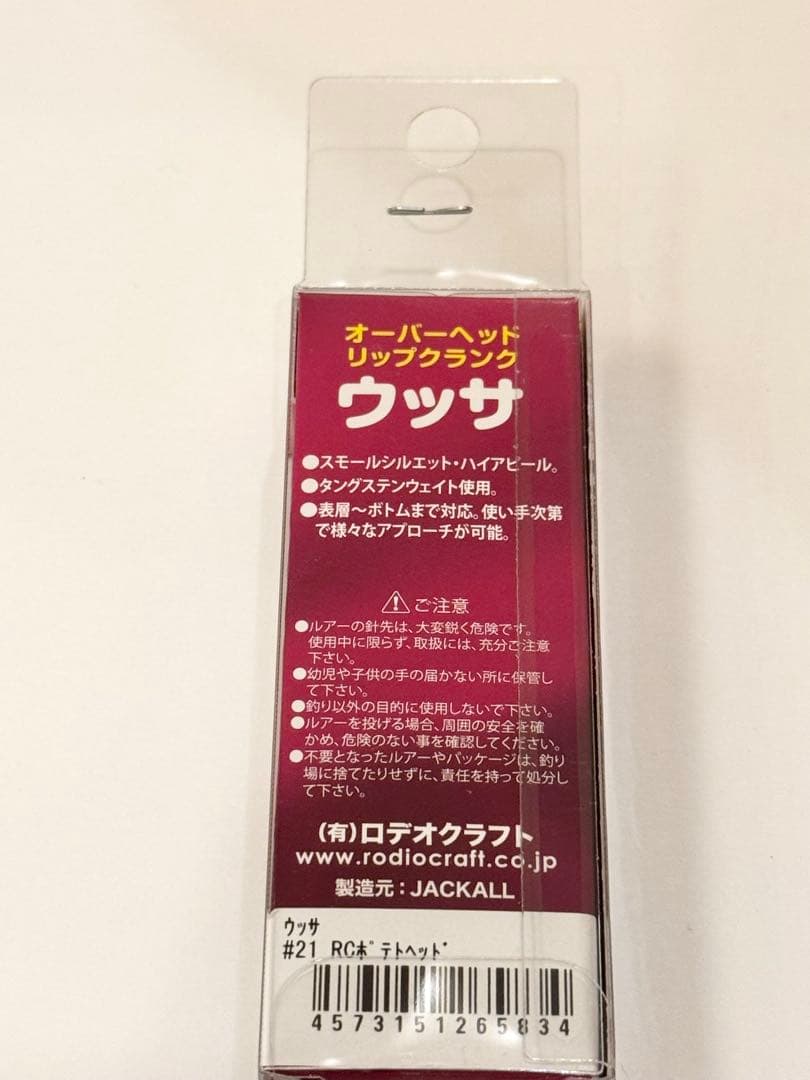 オーバーヘッド
リップクランク
ウッサ
●スモールシルエット・ハイアピール。
●タングステンウェイト使用。
●表層～ボトムまで対応。使い手次第
で様々なアプローチが可能。
⚠ご注意
●ルアーの針先は、大変鋭く危険です。
使用中に限らず、取扱には、充分ご注意
下さい。
●幼児や子供の手の届かない所に保管し
て下さい。
●釣り以外の目的に使用しないで下さい。
●ルアーを投げる場合、周囲の安全を確
かめ、危険のない事を確認してください。
●不要となったルアーやパッケージは、釣り
場に捨てたりせずに、責任を持って処分し
て下さい。
(有)ロデオクラフト
www.rodiocraft.co.jp
製造元：JACKALL
ウッサ
#21 RCポテトヘッド
4573151265834